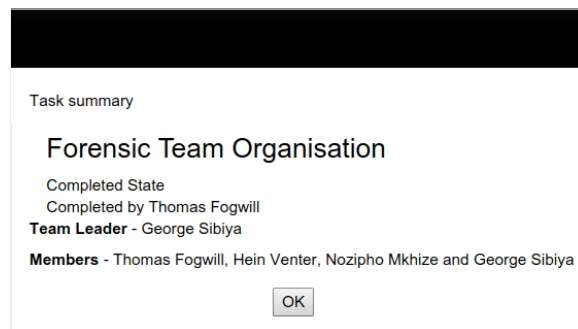 Task summary
Forensic Team Organisation
Completed State
Completed by Thomas Fogwill
Team Leader - George Sibiya
Members - Thomas Fogwill, Hein Venter, Nozipho Mkhize and George Sibiya
OK